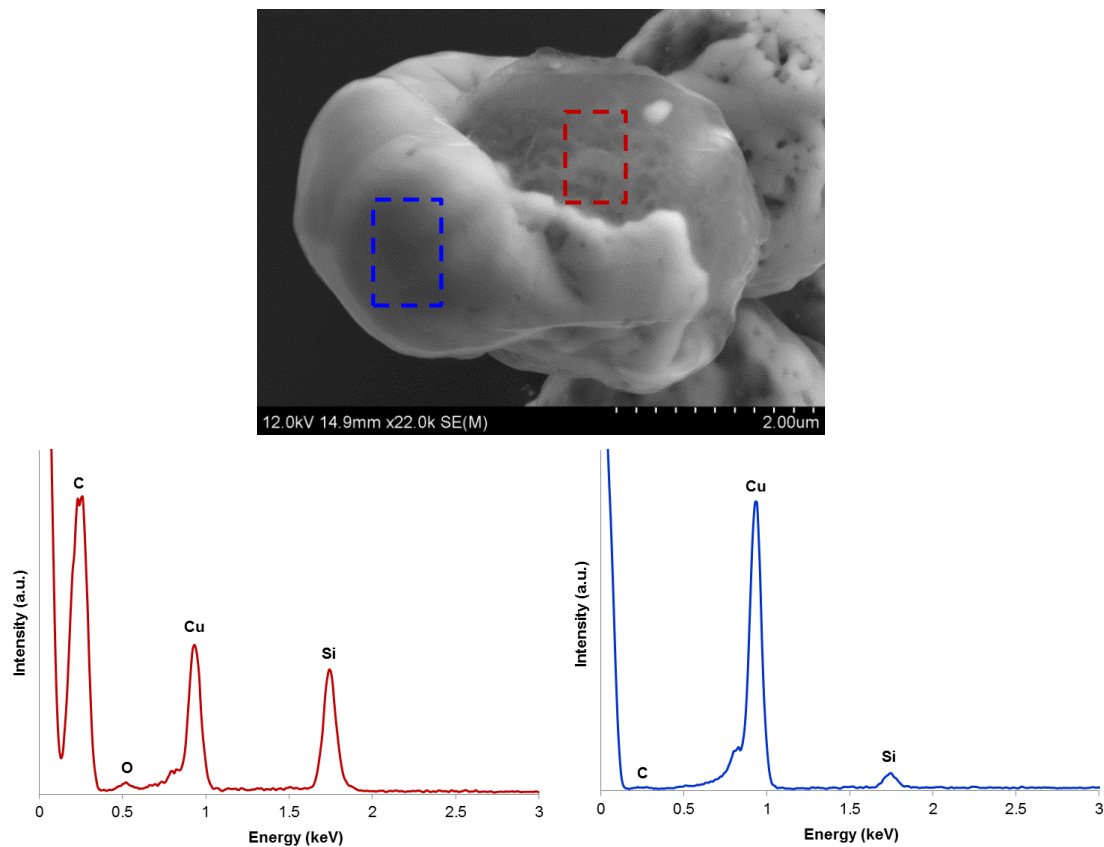 12.0kV 14.9mm x22.0k SE(M)
2.00um
C
Cu
Si
O
Intensity (a.u.)
0
0.5
1
1.5
2
2.5
3
Energy (keV)
Cu
Si
C
Intensity (a.u.)
0
0.5
1
1.5
2
2.5
3
Energy (keV)